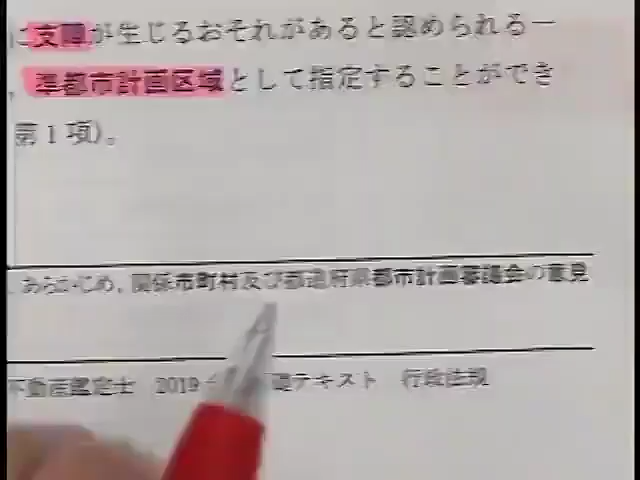 に支障が生じるおそれがあると認められる一
、準都市計画区域として指定することができ
第1項)。
、あらかじめ、関係市町村及び都道府県都市計画審議会の意見
不動産鑑定士 2019 礎テキスト 行政法規